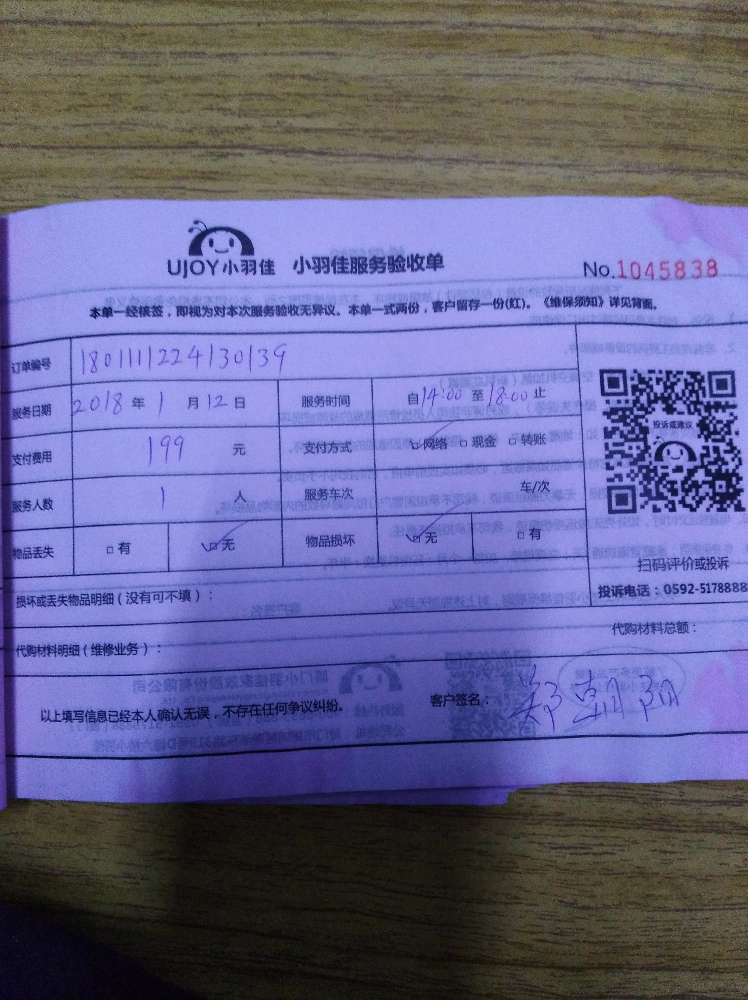 UJOY小羽佳 小羽佳服务验收单 No.1045838
本单一经核签，即视为对本次服务验收无异议。本单一式两份，客户留存一份(红)。《维保须知》详见背面。
订单编号 180111122413039
服务日期 2018 年 1 月 12 日 服务时间 自 14:00 至 18:00 止
支付费用 199 元 支付方式 ☑网络 □现金 □转账
服务人数 1 人 服务车次 车/次
物品丢失 □有 ☑无 物品损坏 ☑无 □有
投诉或建议
扫码评价或投诉
投诉电话：0592-5178888
损坏或丢失物品明细（没有可不填）：
代购材料明细（维修业务）： 代购材料总额：
以上填写信息已经本人确认无误，不存在任何争议纠纷。 客户签名：郑